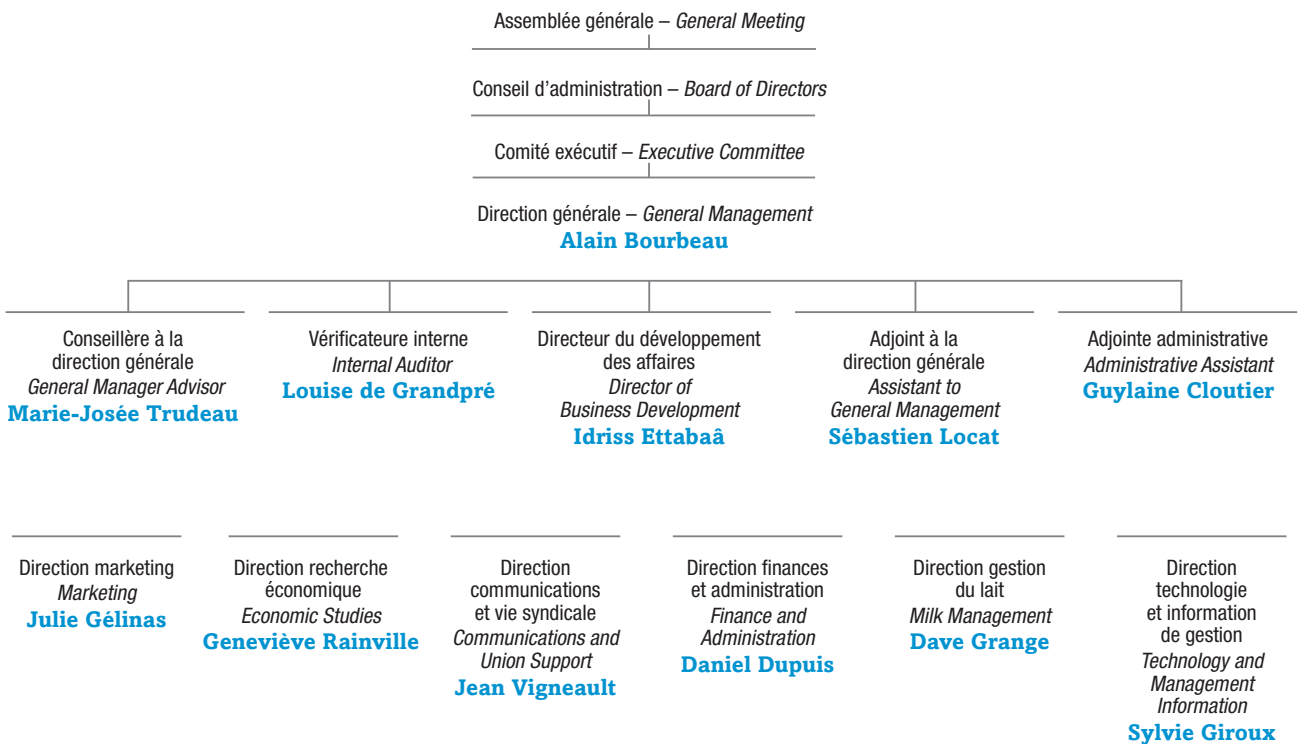 Assemblée générale – General Meeting
Conseil d'administration – Board of Directors
Comité exécutif – Executive Committee
Direction générale – General Management
Alain Bourbeau
Conseillère à la
direction générale
General Manager Advisor
Marie-Josée Trudeau
Vérificateure interne
Internal Auditor
Louise de Grandpré
Directeur du développement
des affaires
Director of
Business Development
Idriss Ettabaâ
Adjoint à la
direction générale
Assistant to
General Management
Sébastien Locat
Adjointe administrative
Administrative Assistant
Guylaine Cloutier
Direction marketing
Marketing
Julie Gélinas
Direction recherche
économique
Economic Studies
Geneviève Rainville
Direction
communications
et vie syndicale
Communications and
Union Support
Jean Vigneault
Direction finances
et administration
Finance and
Administration
Daniel Dupuis
Direction gestion
du lait
Milk Management
Dave Grange
Direction
technologie
et information
de gestion
Technology and
Management
Information
Sylvie Giroux